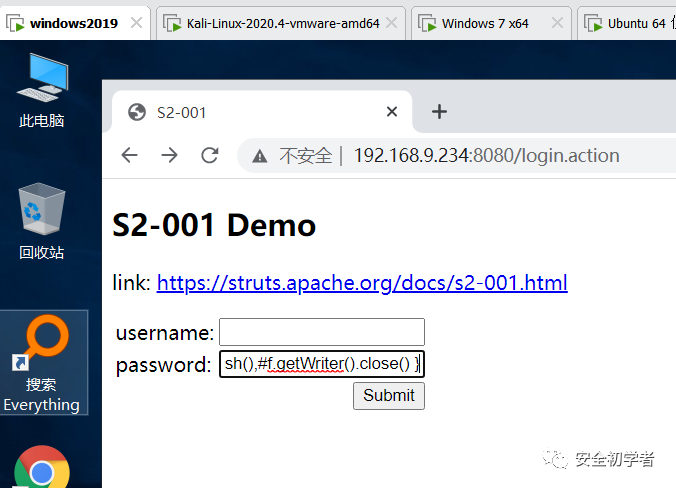 windows2019
Kali-Linux-2020.4-vmware-amd64
Windows 7 x64
Ubuntu 64
此电脑
回收站
搜索
Everything
S2-001
不安全 | 192.168.9.234:8080/login.action
S2-001 Demo
link: https://struts.apache.org/docs/s2-001.html
username:
password: sh(),#f.getWriter().close() }
Submit
安全初学者